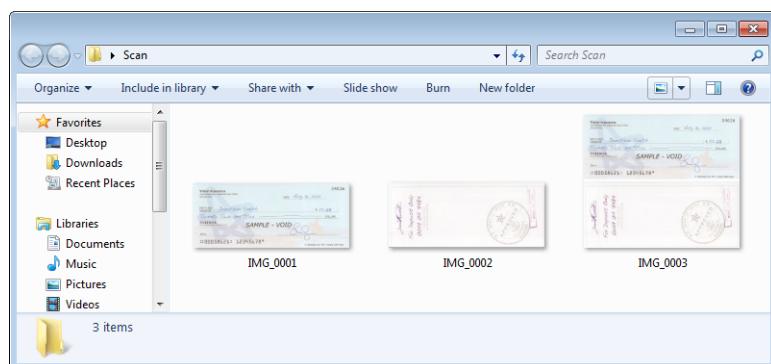 Scan
Search Scan
Organize
Include in library
Share with
Slide show
Burn
New folder
Favorites
Desktop
Downloads
Recent Places
Libraries
Documents
Music
Pictures
Videos
SAMPLE - VOID
IMG_0001
IMG_0002
SAMPLE - VOID
IMG_0003
3 items